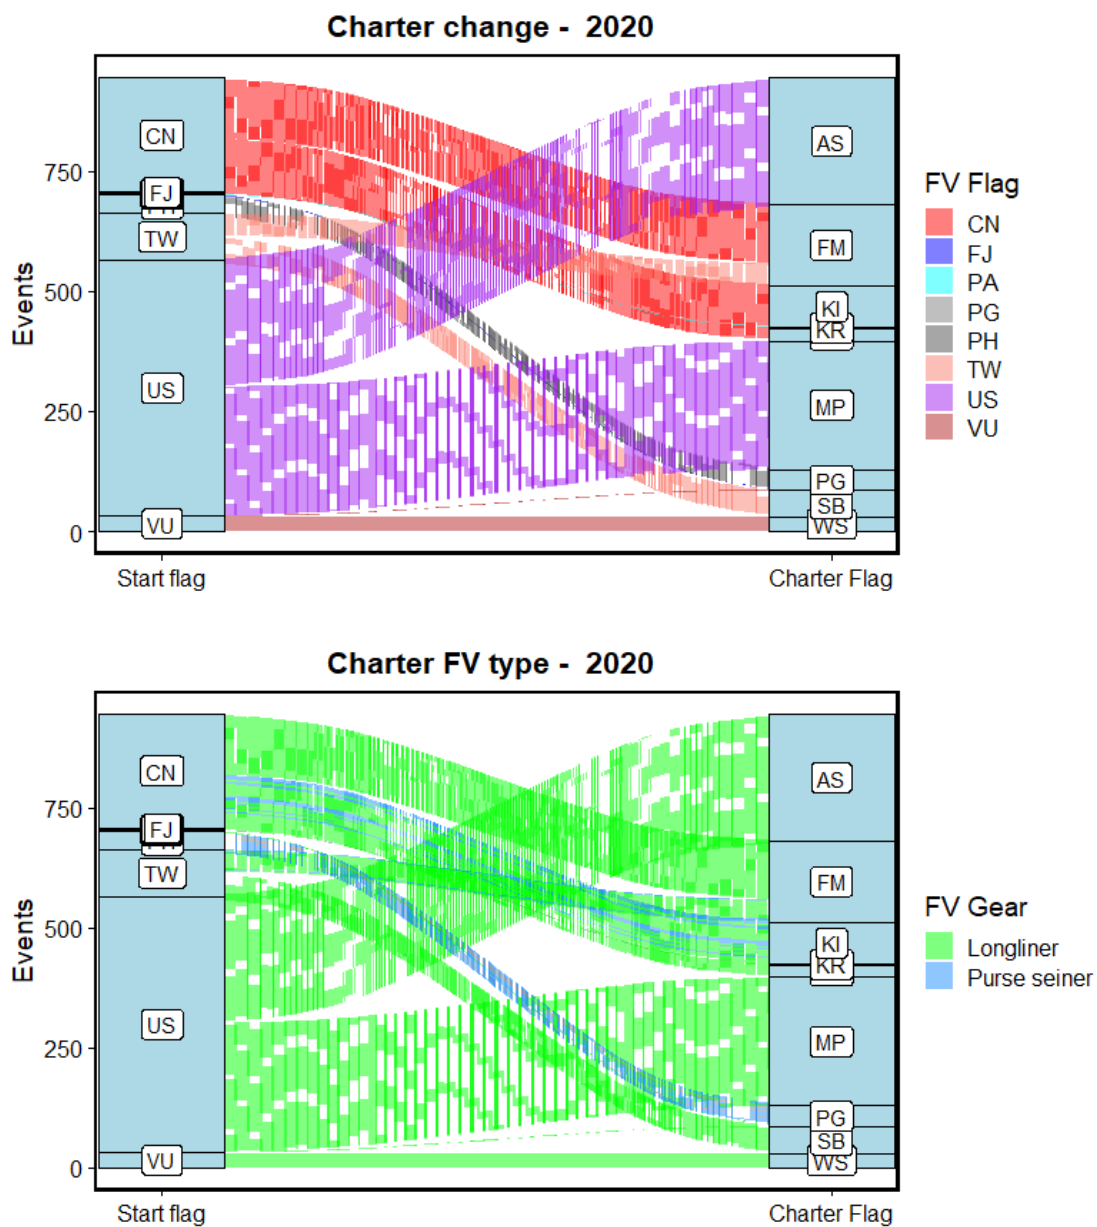 Charter change - 2020
Events
750
500
250
0
CN
FJ
TW
US
VU
AS
FM
KI
KR
MP
PG
SB
WS
Start flag
Charter Flag
FV Flag
CN
FJ
PA
PG
PH
TW
US
VU
Charter FV type - 2020
Events
750
500
250
0
CN
FJ
TW
US
VU
AS
FM
KI
KR
MP
PG
SB
WS
Start flag
Charter Flag
FV Gear
Longliner
Purse seiner